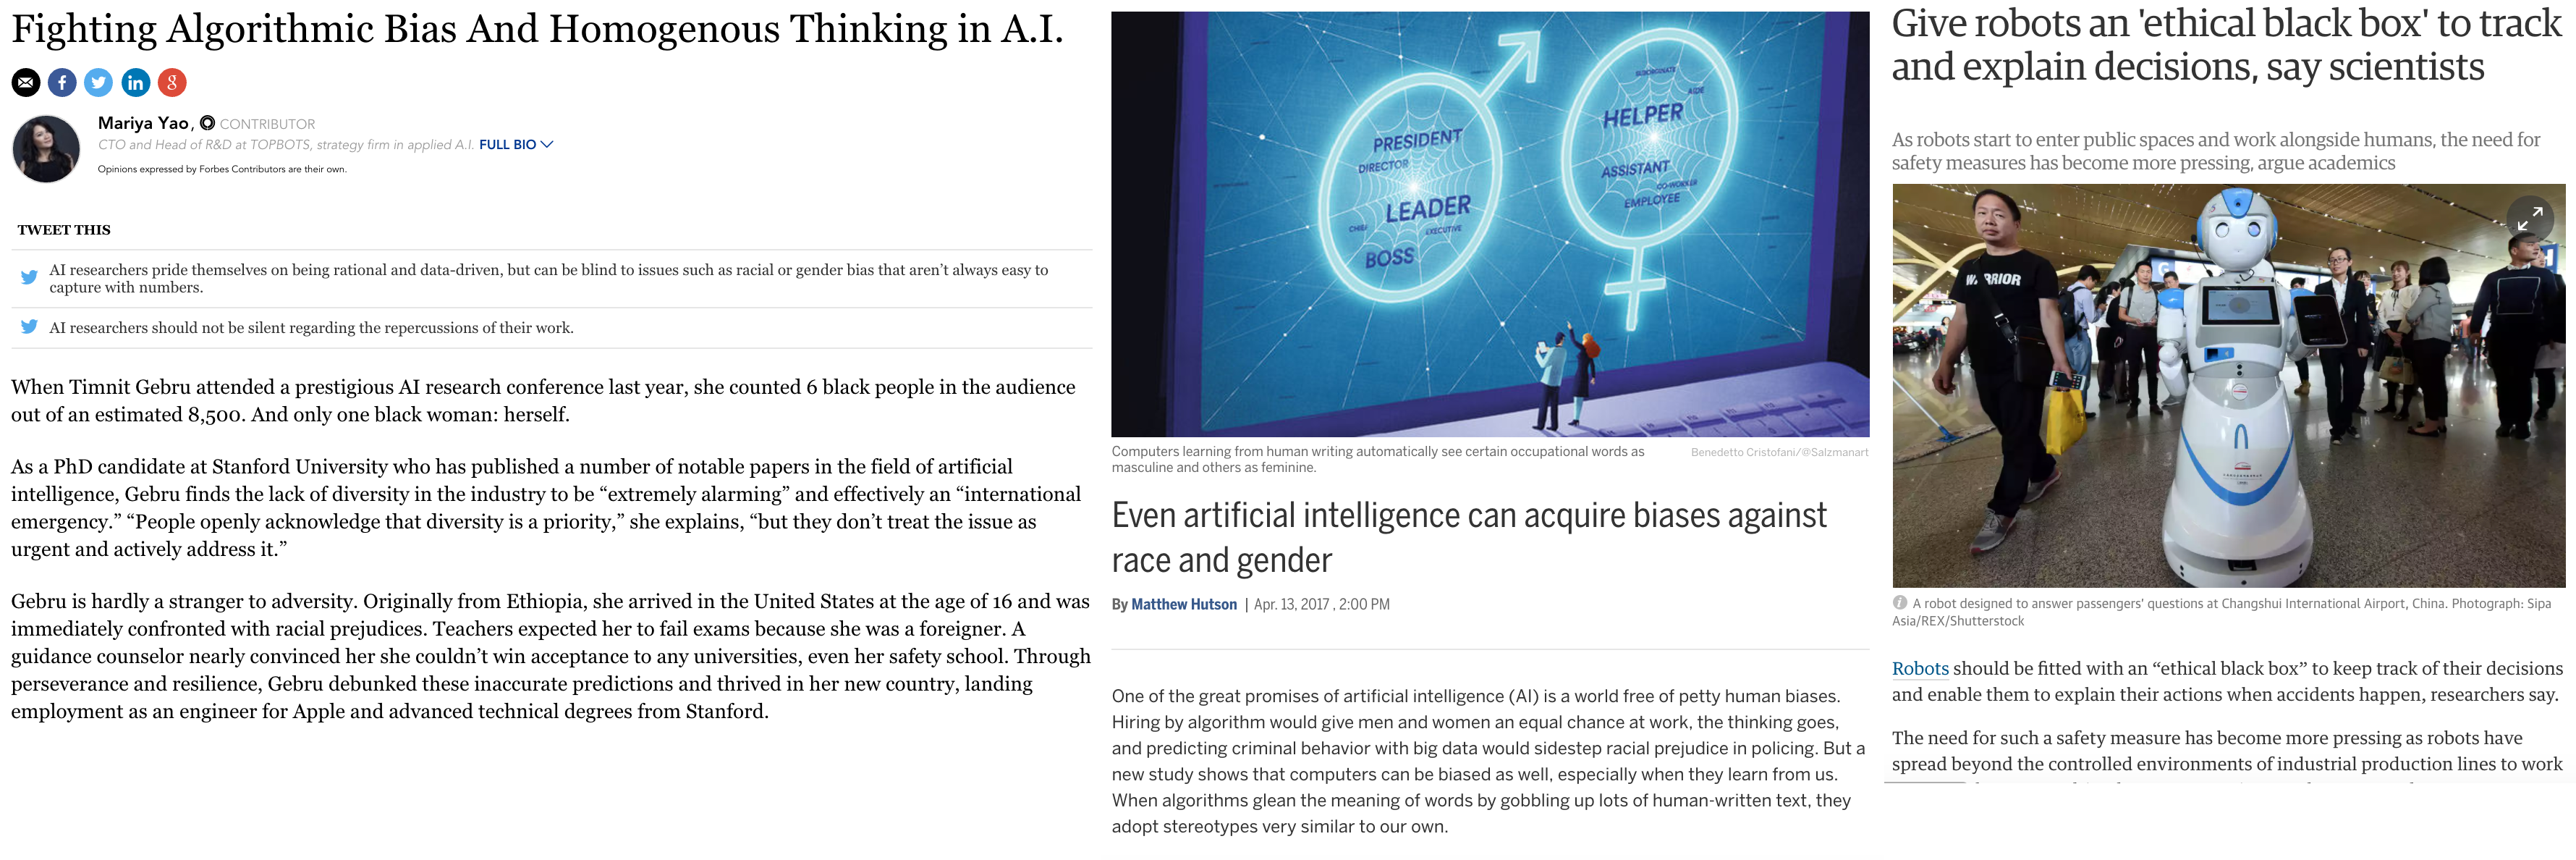 Fighting Algorithmic Bias And Homogenous Thinking in A.I.
Mariya Yao, CONTRIBUTOR
CTO and Head of R&D at TOPBOTS, strategy firm in applied A.I. FULL BIO
Opinions expressed by Forbes Contributors are their own.
TWEET THIS
AI researchers pride themselves on being rational and data-driven, but can be blind to issues such as racial or gender bias that aren't always easy to
capture with numbers.
AI researchers should not be silent regarding the repercussions of their work.
When Timnit Gebru attended a prestigious AI research conference last year, she counted 6 black people in the audience
out of an estimated 8,500. And only one black woman: herself.
As a PhD candidate at Stanford University who has published a number of notable papers in the field of artificial
intelligence, Gebru finds the lack of diversity in the industry to be “extremely alarming” and effectively an “international
emergency.” “People openly acknowledge that diversity is a priority,” she explains, “but they don’t treat the issue as
urgent and actively address it.”
Gebru is hardly a stranger to adversity. Originally from Ethiopia, she arrived in the United States at the age of 16 and was
immediately confronted with racial prejudices. Teachers expected her to fail exams because she was a foreigner. A
guidance counselor nearly convinced her she couldn’t win acceptance to any universities, even her safety school. Through
perseverance and resilience, Gebru debunked these inaccurate predictions and thrived in her new country, landing
employment as an engineer for Apple and advanced technical degrees from Stanford.
PRESIDENT
DIRECTOR
LEADER
CHIEF
EXECUTIVE
BOSS
SUBORDINATE
AIDE
HELPER
ASSISTANT
CO-WORKER
EMPLOYEE
Computers learning from human writing automatically see certain occupational words as
masculine and others as feminine.
Benedetto Cristofani/@Salzmanart
Even artificial intelligence can acquire biases against
race and gender
By Matthew Hutson | Apr. 13, 2017 , 2:00 PM
One of the great promises of artificial intelligence (AI) is a world free of petty human biases.
Hiring by algorithm would give men and women an equal chance at work, the thinking goes,
and predicting criminal behavior with big data would sidestep racial prejudice in policing. But a
new study shows that computers can be biased as well, especially when they learn from us.
When algorithms glean the meaning of words by gobbling up lots of human-written text, they
adopt stereotypes very similar to our own.
Give robots an 'ethical black box' to track
and explain decisions, say scientists
As robots start to enter public spaces and work alongside humans, the need for
safety measures has become more pressing, argue academics
A robot designed to answer passengers' questions at Changshui International Airport, China. Photograph: Sipa
Asia/REX/Shutterstock
Robots should be fitted with an “ethical black box” to keep track of their decisions
and enable them to explain their actions when accidents happen, researchers say.
The need for such a safety measure has become more pressing as robots have
spread beyond the controlled environments of industrial production lines to work